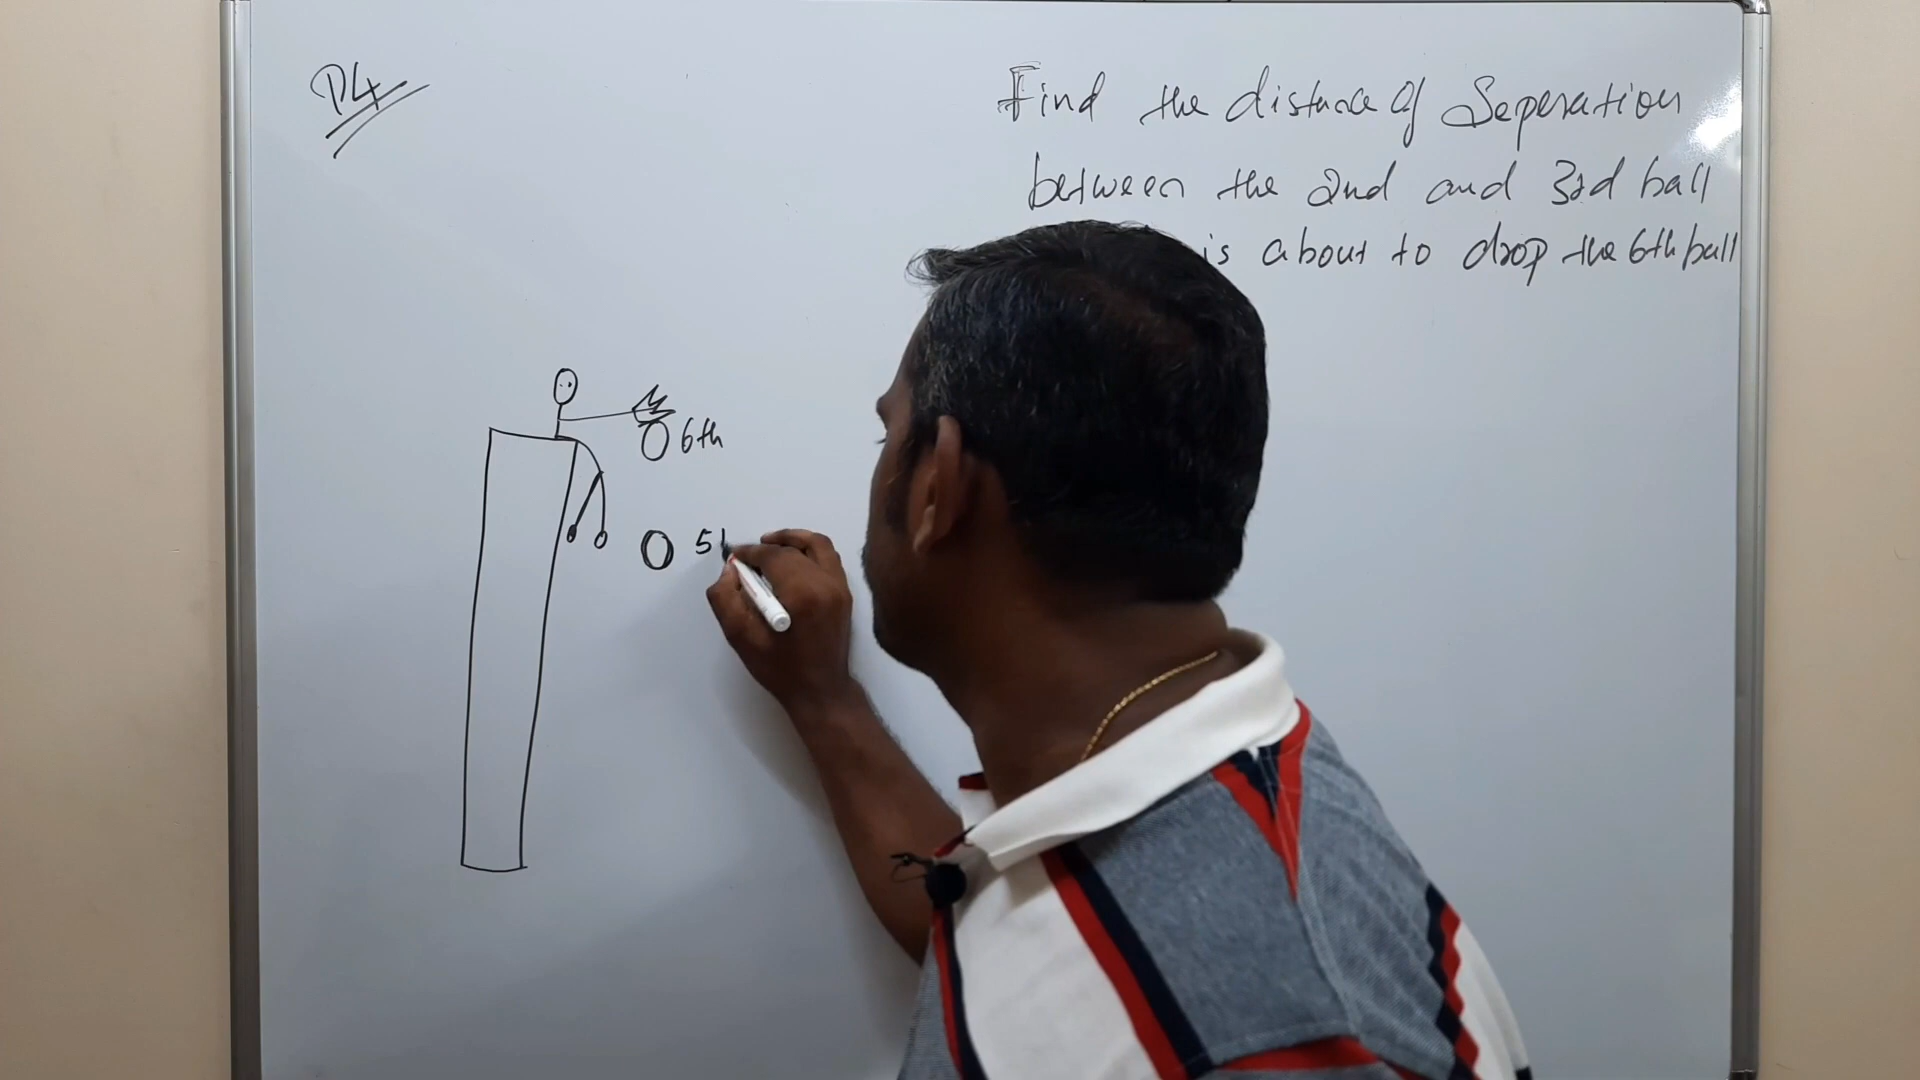 P4
Find the distance of Seperation
between the 2nd and 3rd ball
is about to drop the 6th ball
6th
5t